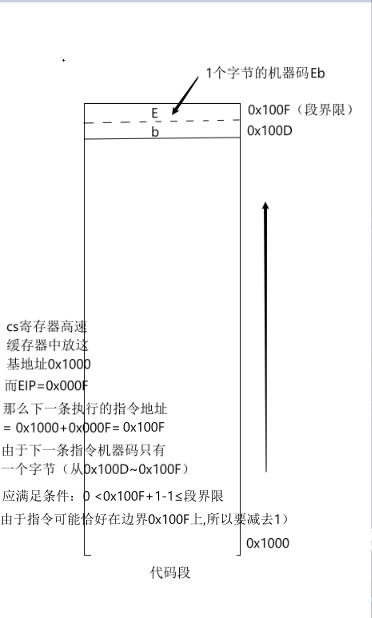 1个字节的机器码Eb
E
0x100F（段界限）
b
0x100D
cs寄存器高速
缓存器中放这
基地址0x1000
而EIP=0x000F
那么下一条执行的指令地址
= 0x1000+0x000F= 0x100F
由于下一条指令机器码只有
一个字节（从0x100D~0x100F）
应满足条件：0 <0x100F+1-1≤段界限
由于指令可能恰好在边界0x100F上,所以要减去1）
0x1000
代码段